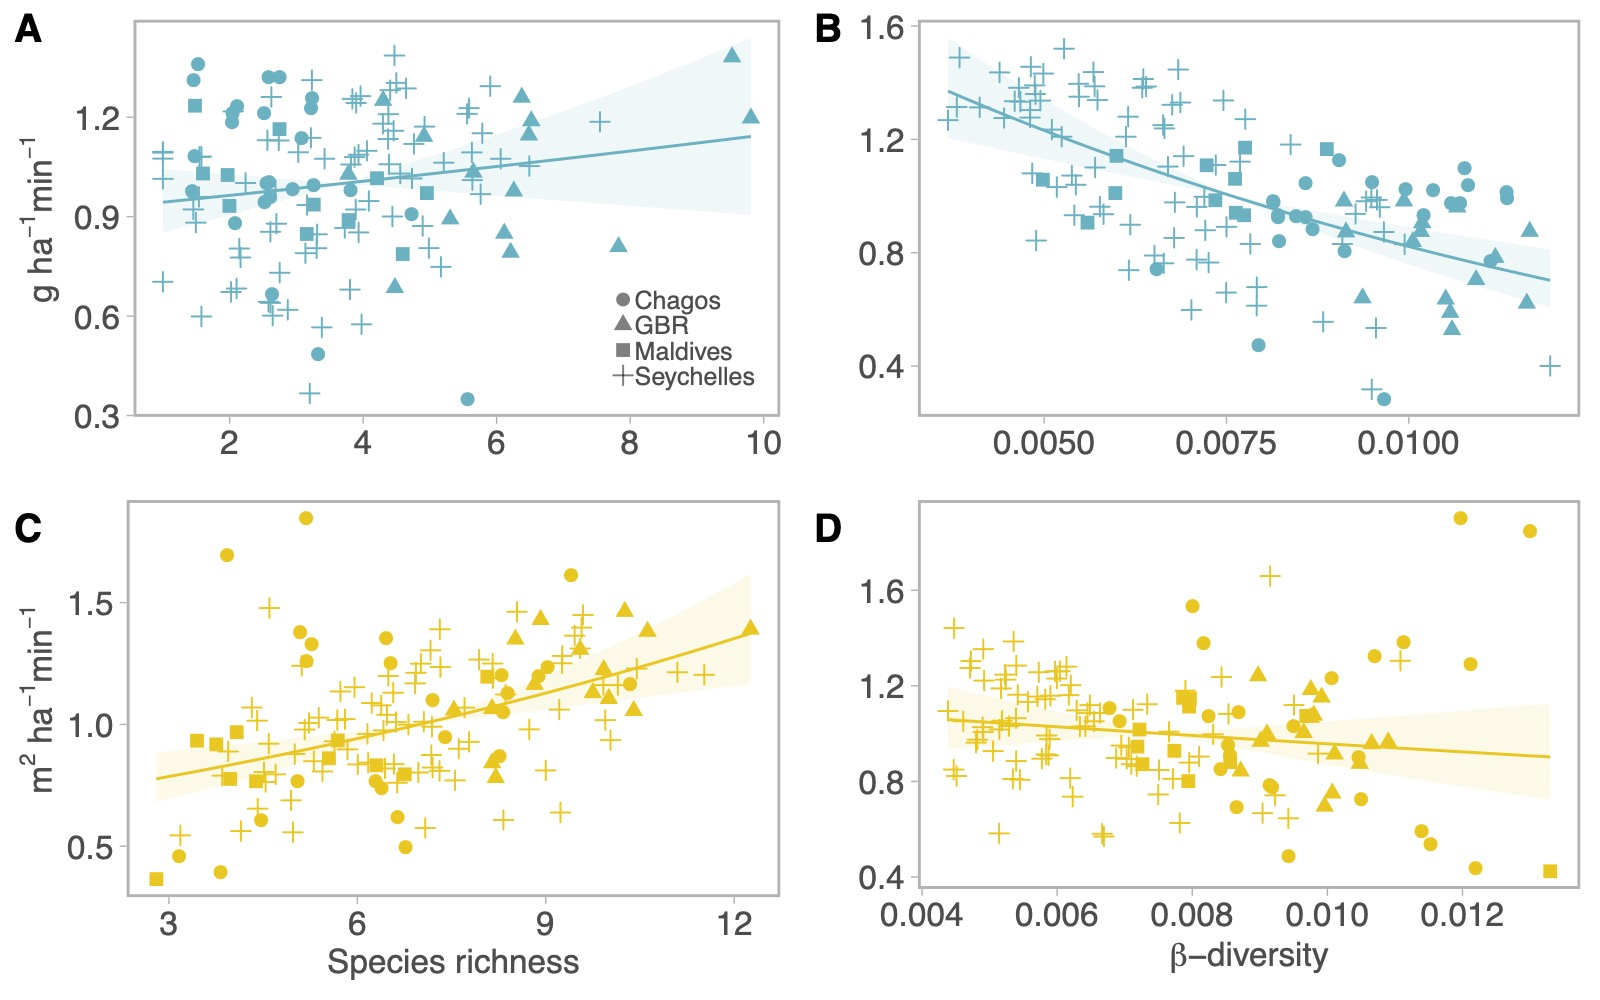 A
g ha⁻¹min⁻¹
1.2
0.9
0.6
0.3
2 4 6 8 10
Chagos
GBR
Maldives
Seychelles
B
1.6
1.2
0.8
0.4
0.0050 0.0075 0.0100
C
m² ha⁻¹min⁻¹
1.5
1.0
0.5
3 6 9 12
Species richness
D
1.6
1.2
0.8
0.4
0.004 0.006 0.008 0.010 0.012
β−diversity